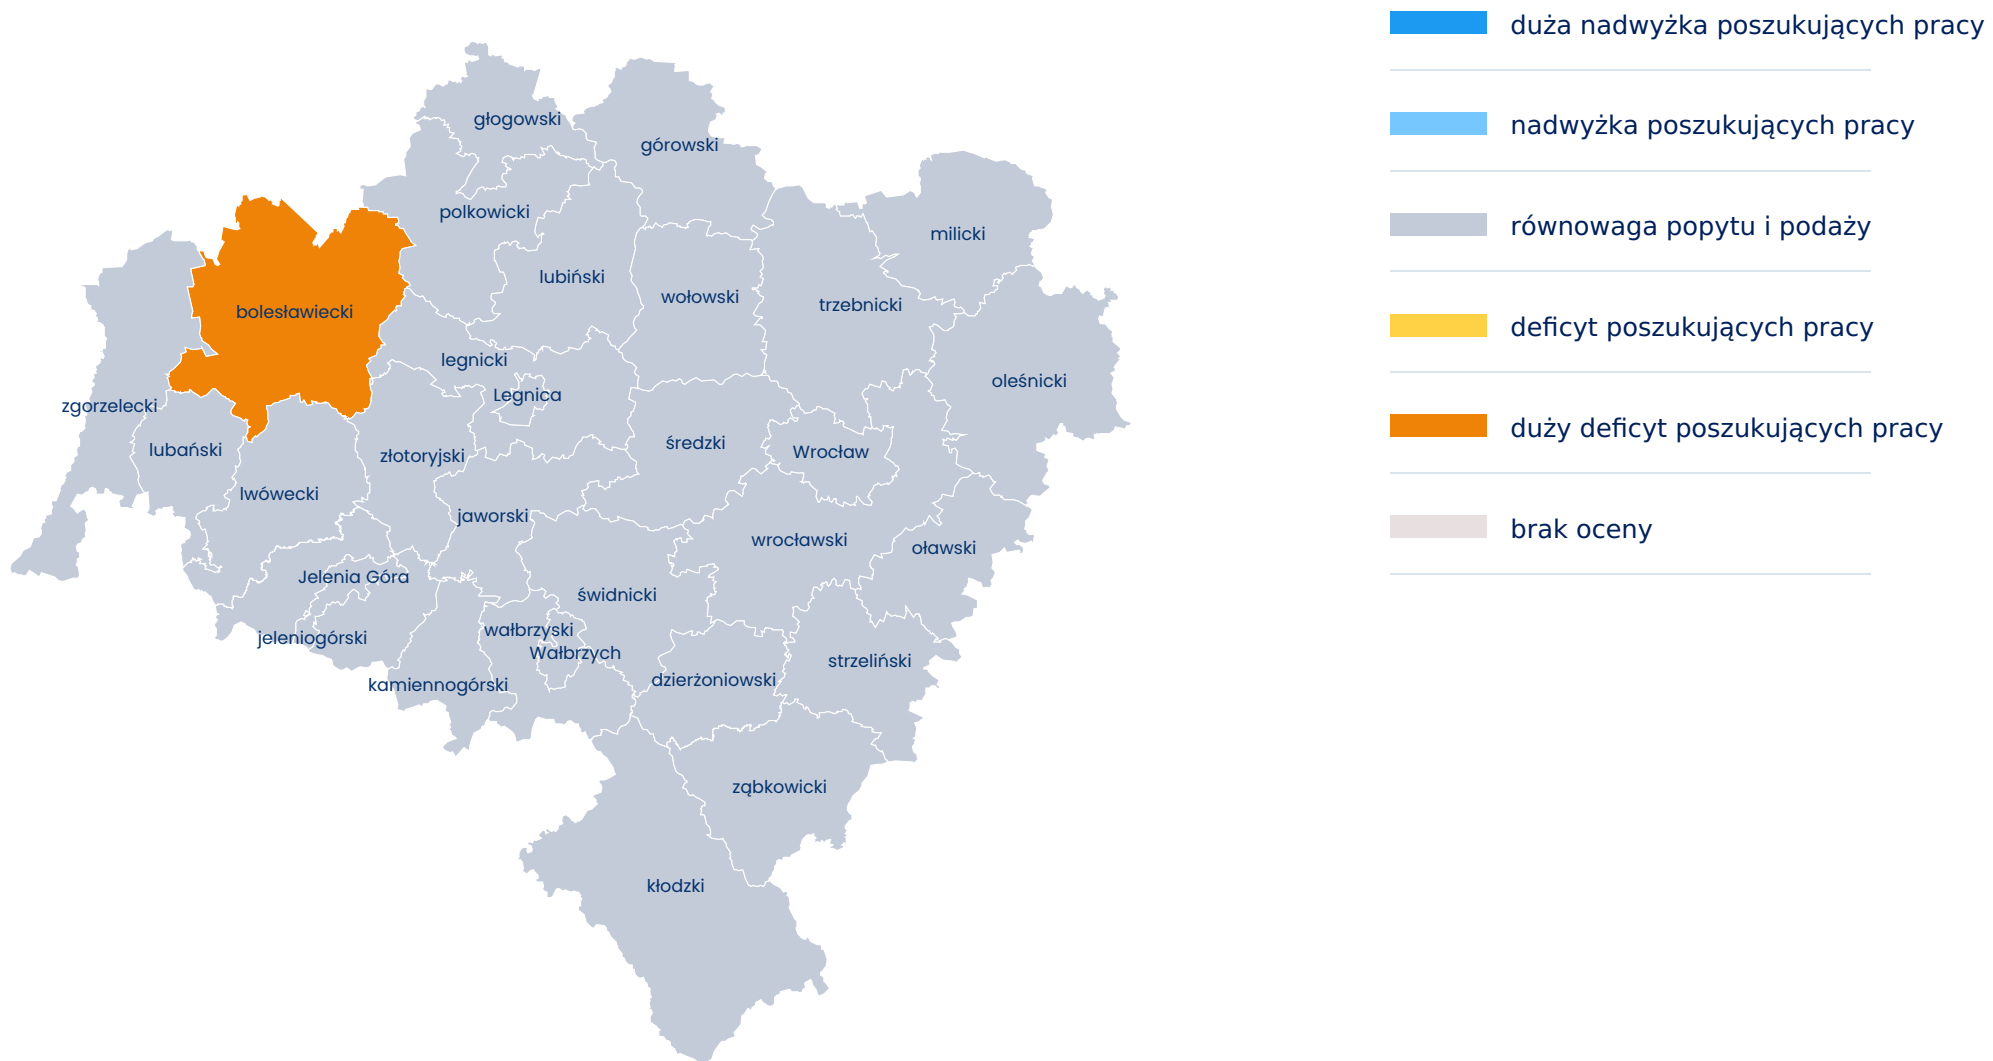 duża nadwyżka poszukujących pracy
nadwyżka poszukujących pracy
równowaga popytu i podaży
deficyt poszukujących pracy
duży deficyt poszukujących pracy
brak oceny
głogowski
górowski
polkowicki
milicki
lubiński
wołowski
trzebnicki
bolesławiecki
legnicki
oleśnicki
Legnica
zgorzelecki
średzki
lubański
Wrocław
złotoryjski
lwówecki
jaworski
wrocławski
oławski
Jelenia Góra
świdnicki
wałbrzyski
jeleniogórski
Wałbrzych
strzeliński
dzierżoniowski
kamiennogórski
ząbkowicki
kłodzki